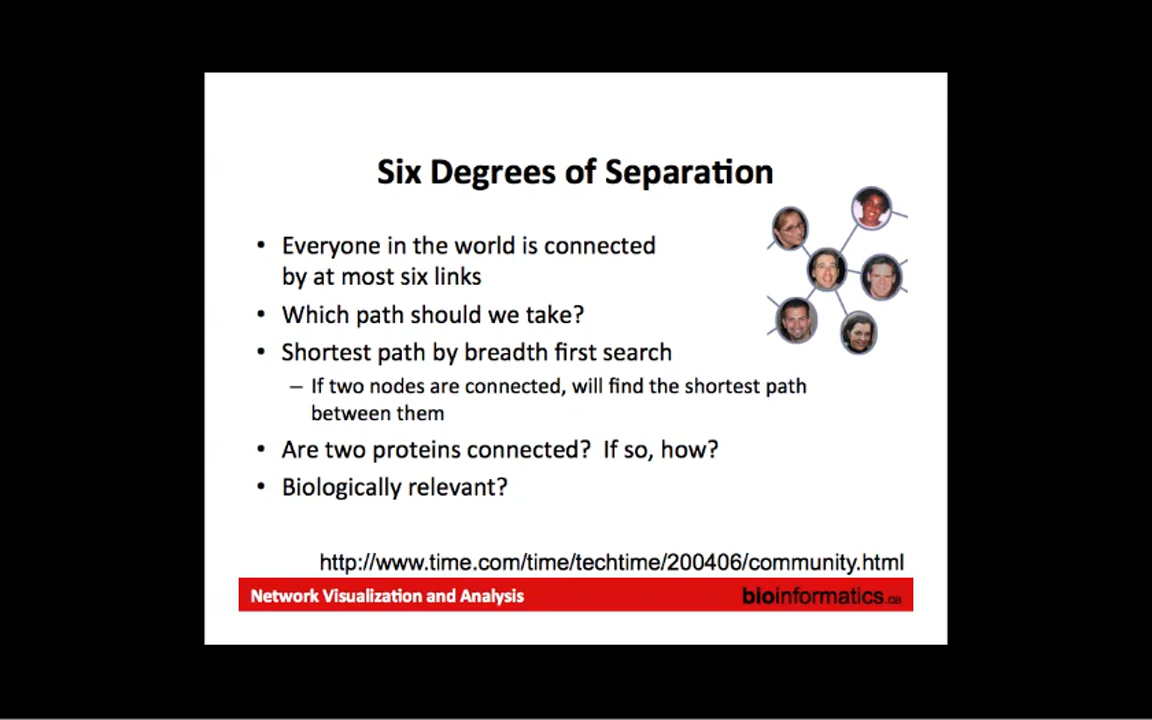 Six Degrees of Separation
• Everyone in the world is connected
by at most six links
• Which path should we take?
• Shortest path by breadth first search
– If two nodes are connected, will find the shortest path
between them
• Are two proteins connected? If so, how?
• Biologically relevant?
http://www.time.com/time/techtime/200406/community.html
Network Visualization and Analysis
bioinformatics.ca